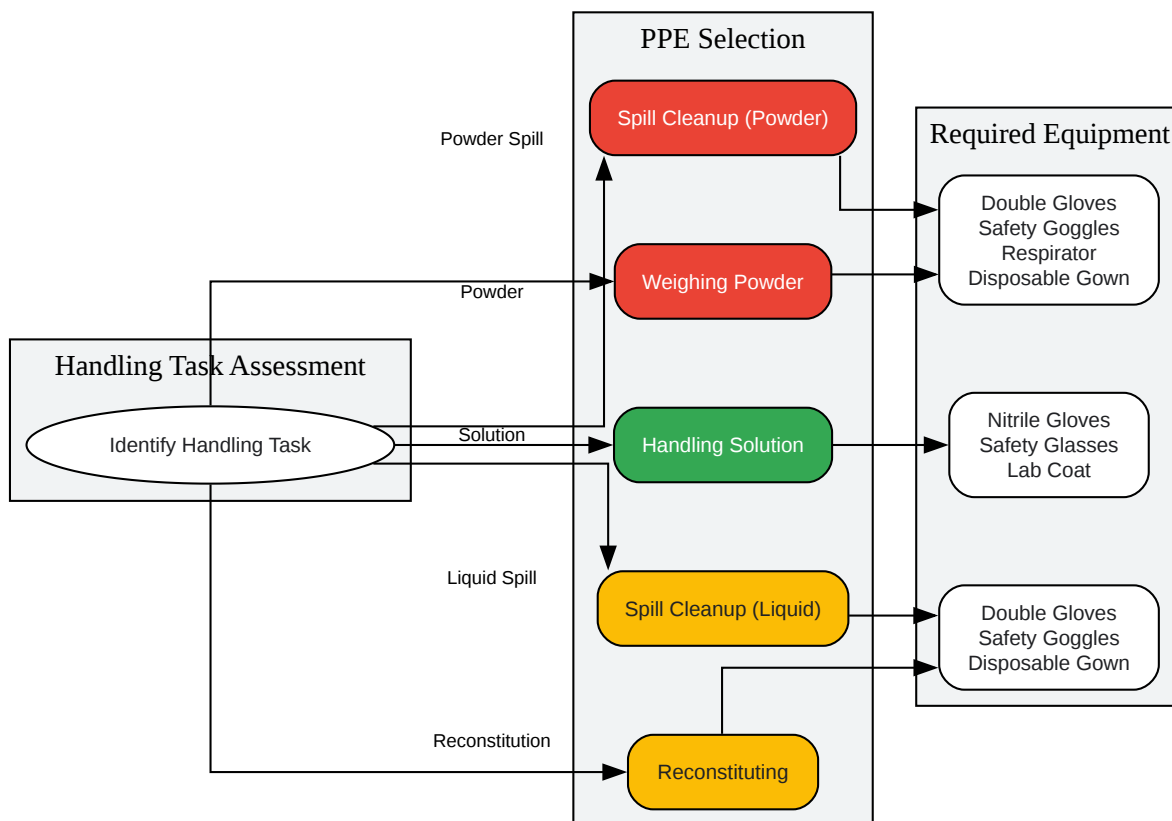 PPE Selection
Spill Cleanup (Powder)
Powder Spill
Required Equipment
Double Gloves
Safety Goggles
Respirator
Disposable Gown
Weighing Powder
Powder
Handling Task Assessment
Identify Handling Task
Solution
Handling Solution
Nitrile Gloves
Safety Glasses
Lab Coat
Liquid Spill
Spill Cleanup (Liquid)
Double Gloves
Safety Goggles
Disposable Gown
Reconstitution
Reconstituting